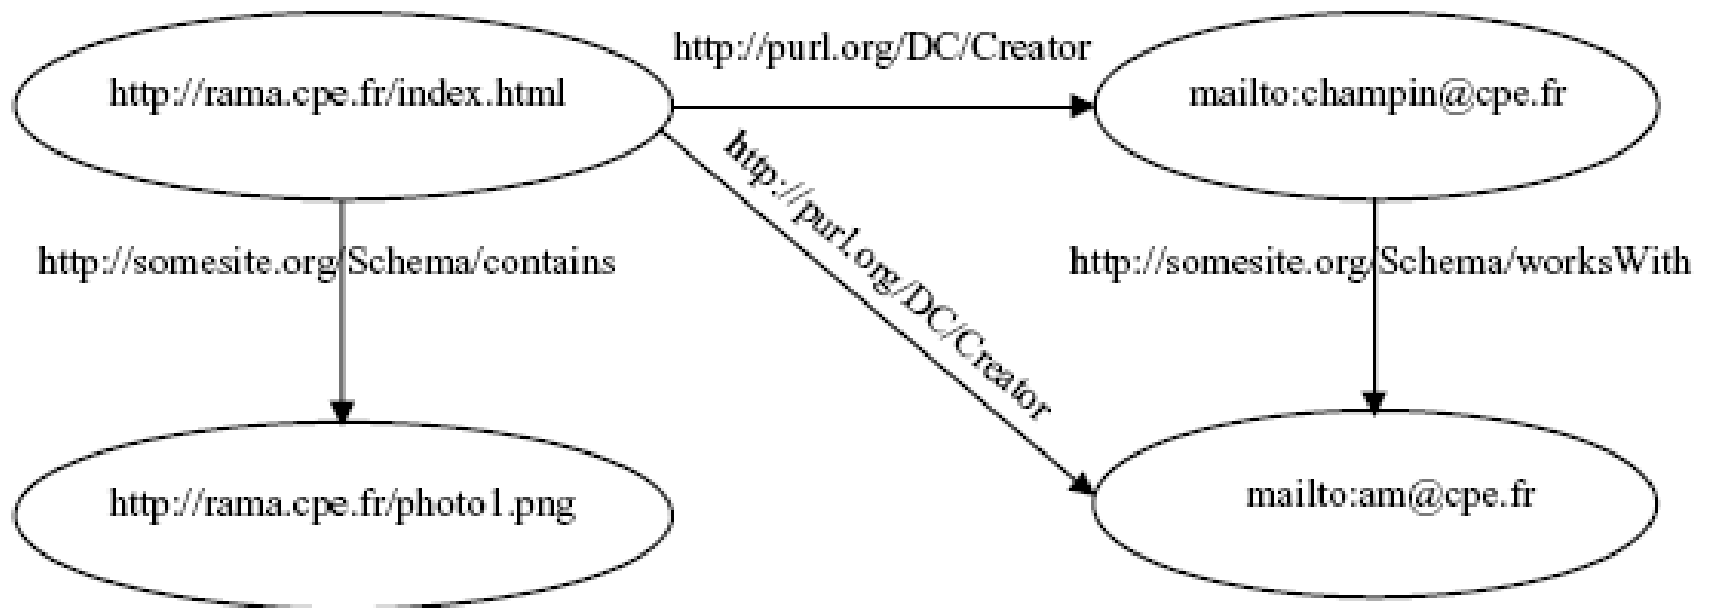 http://purl.org/DC/Creator
http://rama.cpe.fr/index.html
mailto:champin@cpe.fr
http://purl.org/DC/Creator
http://somesite.org/Schema/contains
http://somesite.org/Schema/worksWith
http://rama.cpe.fr/photo1.png
mailto:am@cpe.fr